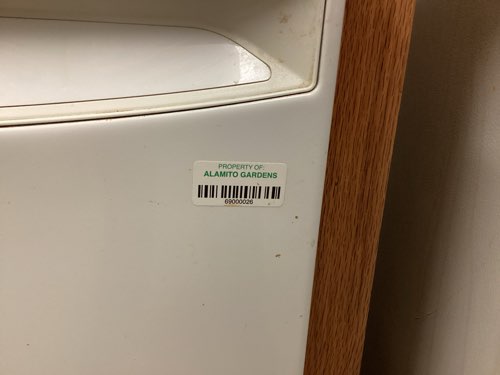 PROPERTY OF:
ALAMITO GARDENS
69000026